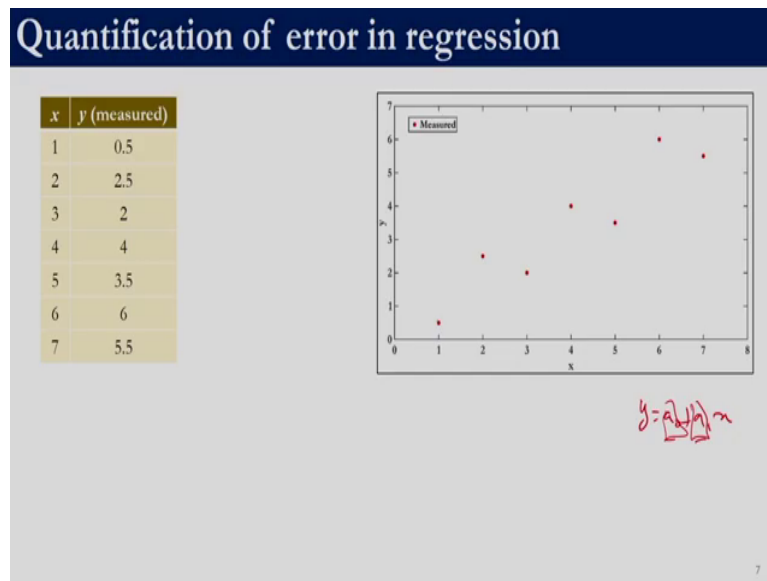 Quantification of error in regression
x y (measured)
1 0.5
2 2.5
3 2
4 4
5 3.5
6 6
7 5.5
Measured
7
6
5
4
3
2
1
0
y
0 1 2 3 4 5 6 7 8
x
y = a₀ + a₁ x
7